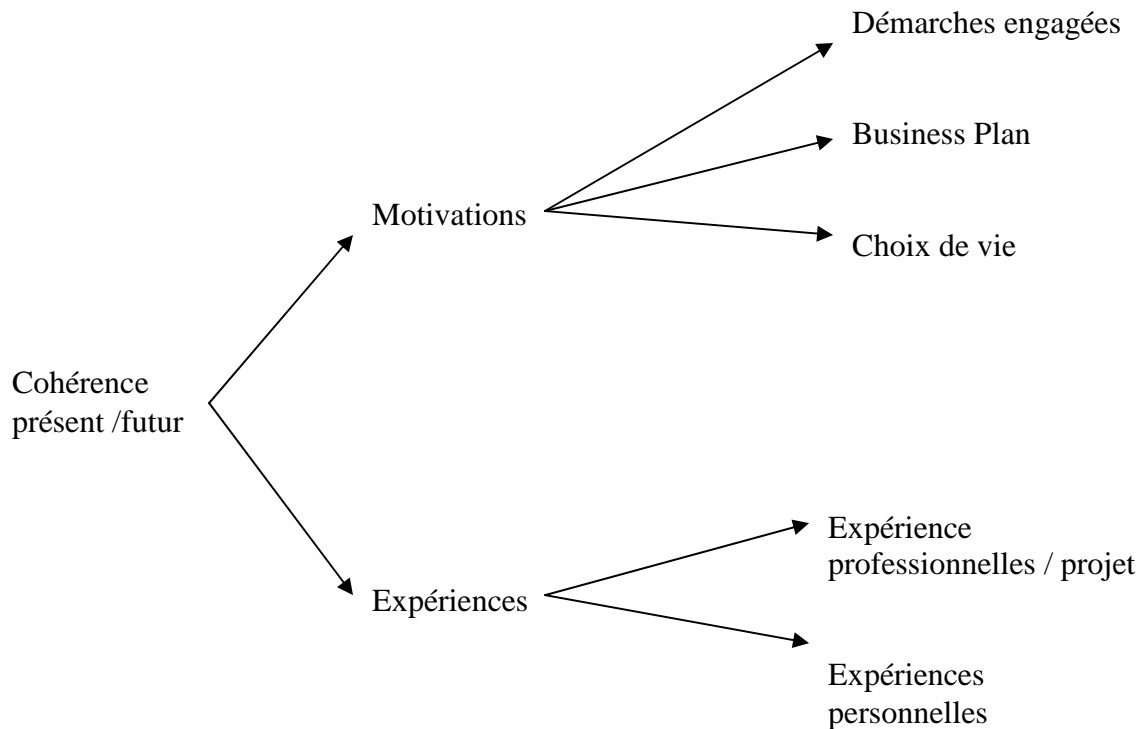 Démarches engagées
Business Plan
Motivations
Choix de vie
Cohérence
présent /futur
Expérience
professionnelles / projet
Expériences
Expériences
personnelles